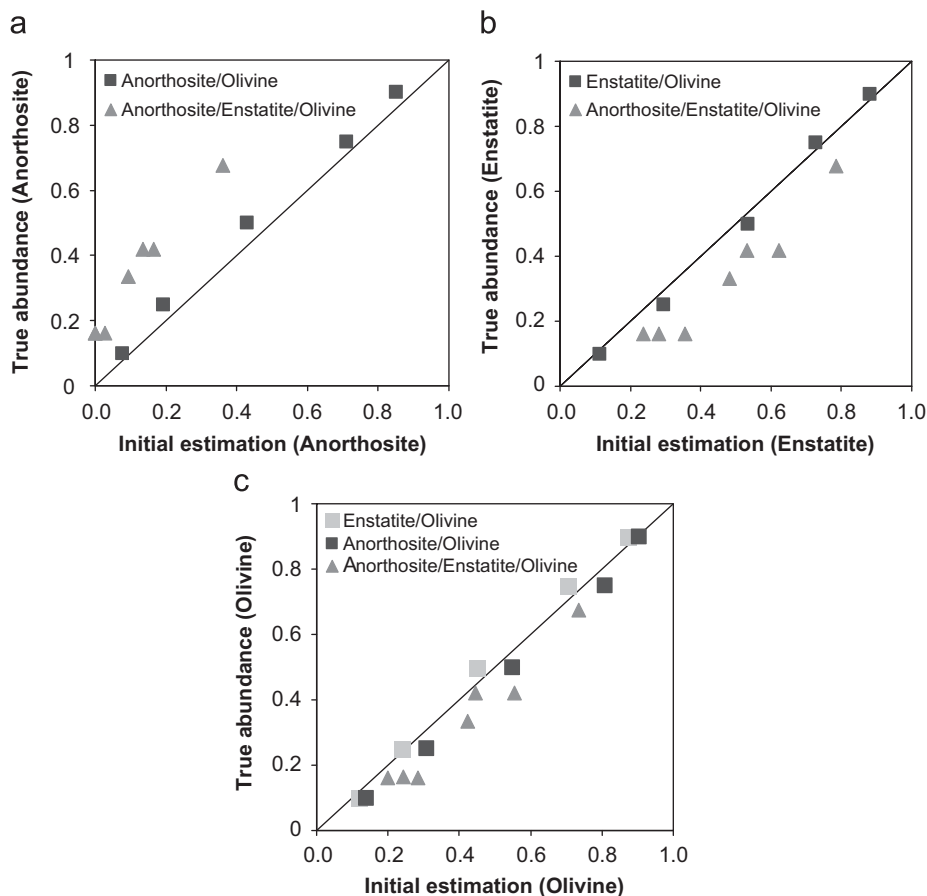 a
1
0.8
0.6
0.4
0.2
0
0.0 0.2 0.4 0.6 0.8 1.0
True abundance (Anorthosite)
Anorthosite/Olivine
Anorthosite/Enstatite/Olivine
Initial estimation (Anorthosite)
b
1
0.8
0.6
0.4
0.2
0
0.0 0.2 0.4 0.6 0.8 1.0
True abundance (Enstatite)
Enstatite/Olivine
Anorthosite/Enstatite/Olivine
Initial estimation (Enstatite)
c
1
0.8
0.6
0.4
0.2
0
0.0 0.2 0.4 0.6 0.8 1.0
True abundance (Olivine)
Enstatite/Olivine
Anorthosite/Olivine
Anorthosite/Enstatite/Olivine
Initial estimation (Olivine)